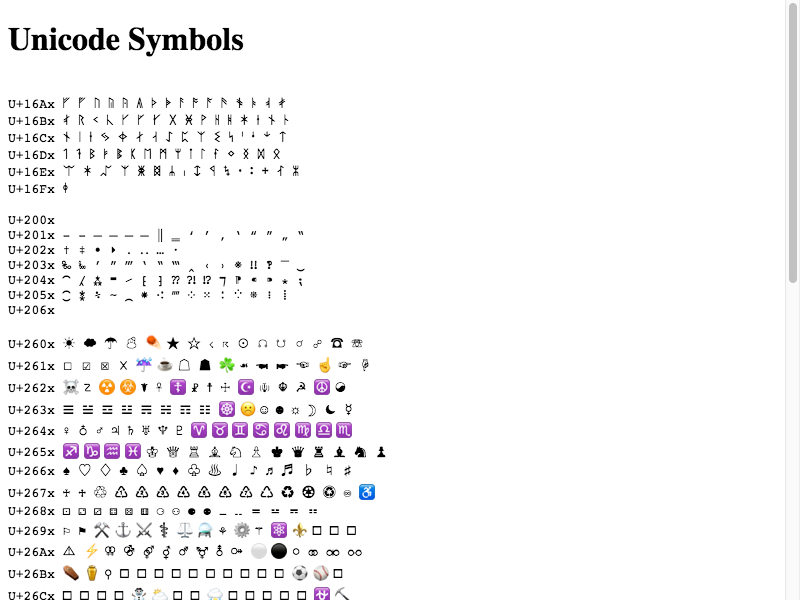 Unicode Symbols
U+16Ax ᚠ ᚡ ᚢ ᚣ ᚤ ᚥ ᚦ ᚧ ᚨ ᚩ ᚪ ᚫ ᚬ ᚭ ᚮ ᚯ
U+16Bx ᚰ ᚱ ᚲ ᚳ ᚴ ᚵ ᚶ ᚷ ᚸ ᚹ ᚺ ᚻ ᚼ ᚽ ᚾ ᚿ
U+16Cx ᛀ ᛁ ᛂ ᛃ ᛄ ᛅ ᛆ ᛇ ᛈ ᛉ ᛊ ᛋ ᛌ ᛍ ᛎ ᛏ
U+16Dx ᛐ ᛑ ᛒ ᛓ ᛔ ᛕ ᛖ ᛗ ᛘ ᛙ ᛚ ᛛ ᛜ ᛝ ᛞ ᛟ
U+16Ex ᛠ ᛡ ᛢ ᛣ ᛤ ᛥ ᛦ ᛧ ᛨ ᛩ ᛪ ᛫ ᛬ ᛭ ᛮ ᛯ
U+16Fx ᛰ
U+200x
U+201x ‐ ‑ ‒ – — ― ‖ ‗ ‘ ’ ‚ ‛ “ ” „ ‟
U+202x † ‡ • ‣ ․ ‥ … ‧
U+203x ‰ ‱ ′ ″ ‴ ‵ ‶ ‷ ‸ ‹ › ※ ‼ ‽ ‾ ‿
U+204x ⁀ ⁁ ⁂ ⁃ ⁄ ⁅ ⁆ ⁇ ⁈ ⁉ ⁊ ⁋ ⁌ ⁍ ⁎ ⁏
U+205x ⁐ ⁑ ⁒ ⁓ ⁔ ⁕ ⁖ ⁗ ⁘ ⁙ ⁚ ⁛ ⁜ ⁝ ⁞
U+206x
U+260x ☀ ☁ ☂ ☃ ☄ ★ ☆ ☇ ☈ ☉ ☊ ☋ ☌ ☍ ☎ ☏
U+261x ☐ ☑ ☒ ☓ ☔ ☕ ☖ ☗ ☘ ☙ ☚ ☛ ☜ ☝ ☞ ☟
U+262x ☠ ☡ ☢ ☣ ☤ ☥ ☦ ☧ ☨ ☩ ☪ ☫ ☬ ☭ ☮ ☯
U+263x ☰ ☱ ☲ ☳ ☴ ☵ ☶ ☷ ☸ ☹ ☺ ☻ ☼ ☽ ☾ ☿
U+264x ♀ ♁ ♂ ♃ ♄ ♅ ♆ ♇ ♈ ♉ ♊ ♋ ♌ ♍ ♎ ♏
U+265x ♐ ♑ ♒ ♓ ♔ ♕ ♖ ♗ ♘ ♙ ♚ ♛ ♜ ♝ ♞ ♟
U+266x ♠ ♡ ♢ ♣ ♤ ♥ ♦ ♧ ♨ ♩ ♪ ♫ ♬ ♭ ♮ ♯
U+267x ♰ ♱ ♲ ♳ ♴ ♵ ♶ ♷ ♸ ♹ ♺ ♻ ♼ ♽ ♾ ♿
U+268x ⚀ ⚁ ⚂ ⚃ ⚄ ⚅ ⚆ ⚇ ⚈ ⚉ ⚊ ⚋ ⚌ ⚍ ⚎ ⚏
U+269x ⚐ ⚑ ⚒ ⚓ ⚔ ⚕ ⚖ ⚗ ⚘ ⚙ ⚚ ⚛ ⚜ □ □ □
U+26Ax ⚠ ⚡ ⚢ ⚣ ⚤ ⚥ ⚦ ⚧ ⚨ ⚩ ⚪ ⚫ ⚬ ⚭ ⚮ ⚯
U+26Bx ⚰ ⚱ ⚲ □ □ □ □ □ □ □ □ □ □ ⚽ ⚾ □
U+26Cx □ □ □ □ ⛄ ⛅ □ □ ⛈ □ □ □ □ □ ⛎ ⛏